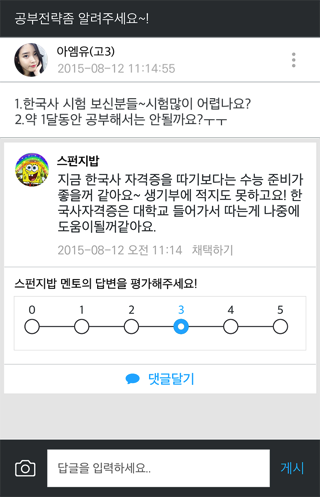 공부전략좀 알려주세요~!
아엠유(고3)
2015-08-12 11:14:55
1.한국사 시험 보신분들~시험많이 어렵나요?
2.약 1달동안 공부해서는 안될까요?ㅜㅜ
스펀지밥
지금 한국사 자격증을 따기보다는 수능 준비가
좋을꺼 같아요~ 생기부에 적지도 못하고요! 한
국사자격증은 대학교 들어가서 따는게 나중에
도움이될꺼같아요.
2015-08-12 오전 11:14 채택하기
스펀지밥 멘토의 답변을 평가해주세요!
0 1 2 3 4 5
댓글달기
답글을 입력하세요..
게시